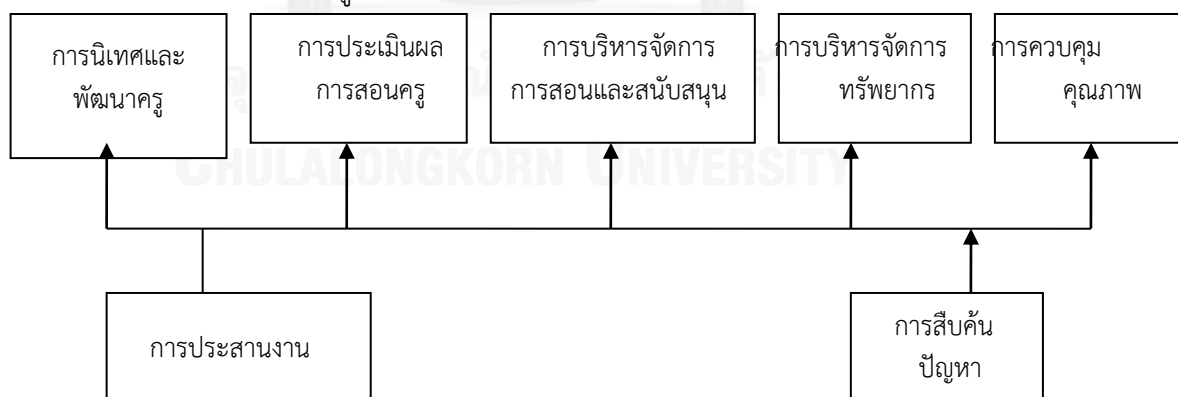 การนิเทศและ
พัฒนาครู
การประเมินผล
การสอนครู
การบริหารจัดการ
การสอนและสนับสนุน
การบริหารจัดการ
ทรัพยากร
การควบคุม
คุณภาพ
CHULALONGKORN UNIVERSITY
การประสานงาน
การสืบค้น
ปัญหา